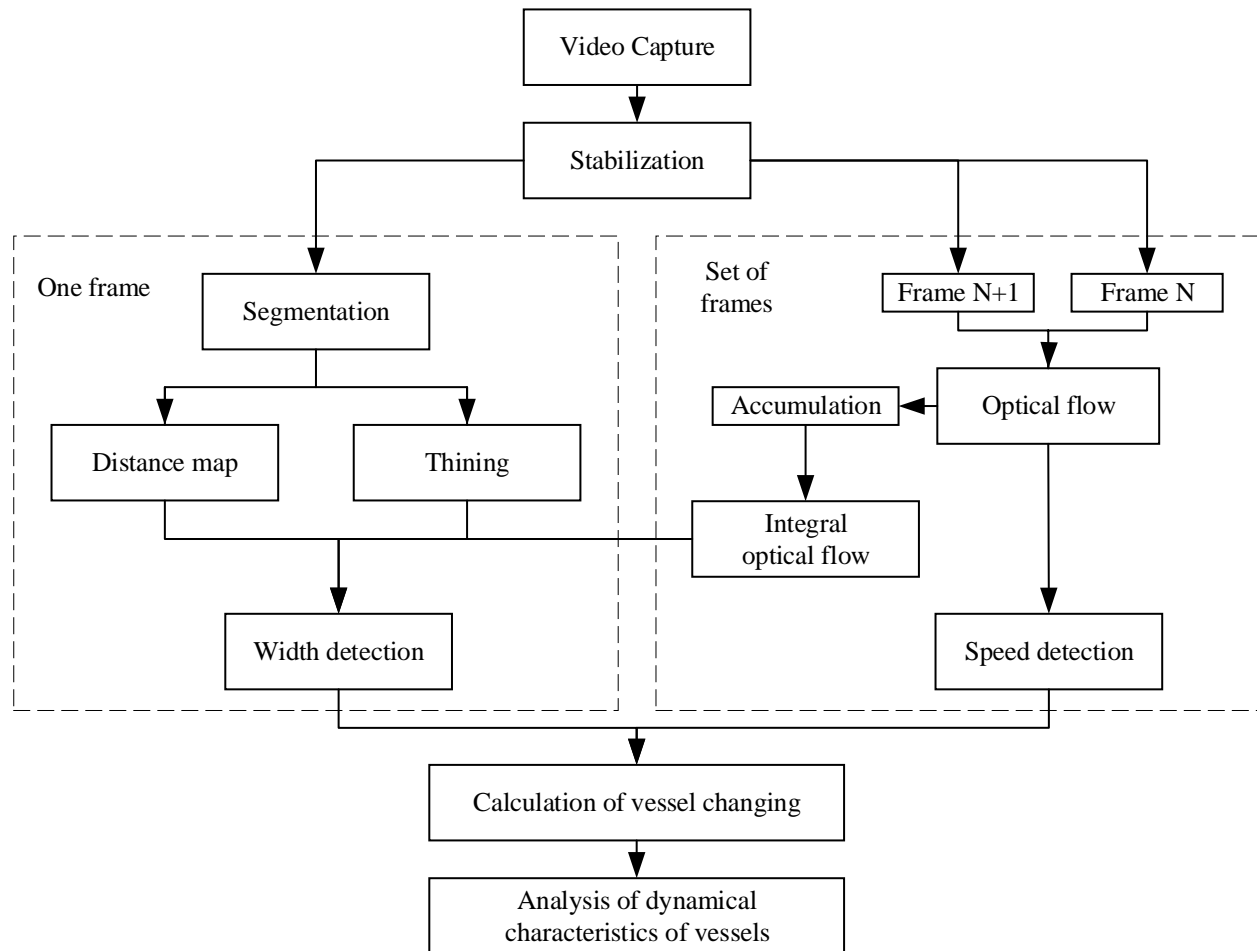 Video Capture
Stabilization
One frame
Segmentation
Distance map
Thining
Width detection
Set of
frames
Frame N+1
Frame N
Optical flow
Accumulation
Integral
optical flow
Speed detection
Calculation of vessel changing
Analysis of dynamical
characteristics of vessels